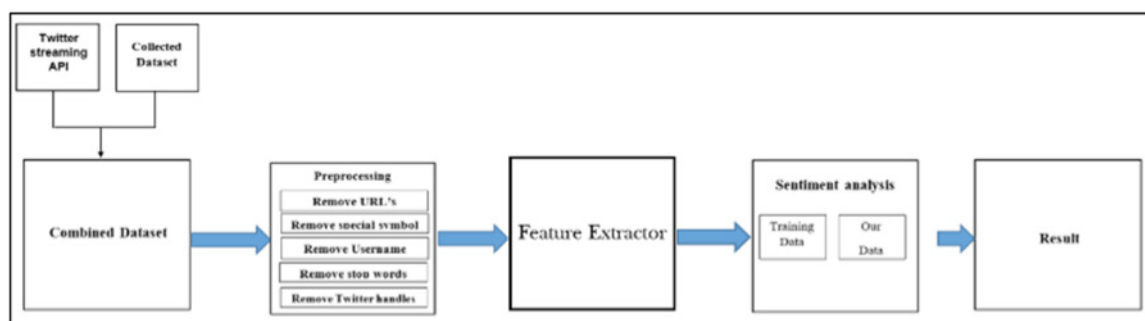 Twitter
streaming
API
Collected
Dataset
Combined Dataset
Preprocessing
Remove URL's
Remove special symbol
Remove Username
Remove stop words
Remove Twitter handles
Feature Extractor
Sentiment analysis
Training
Data
Our
Data
Result